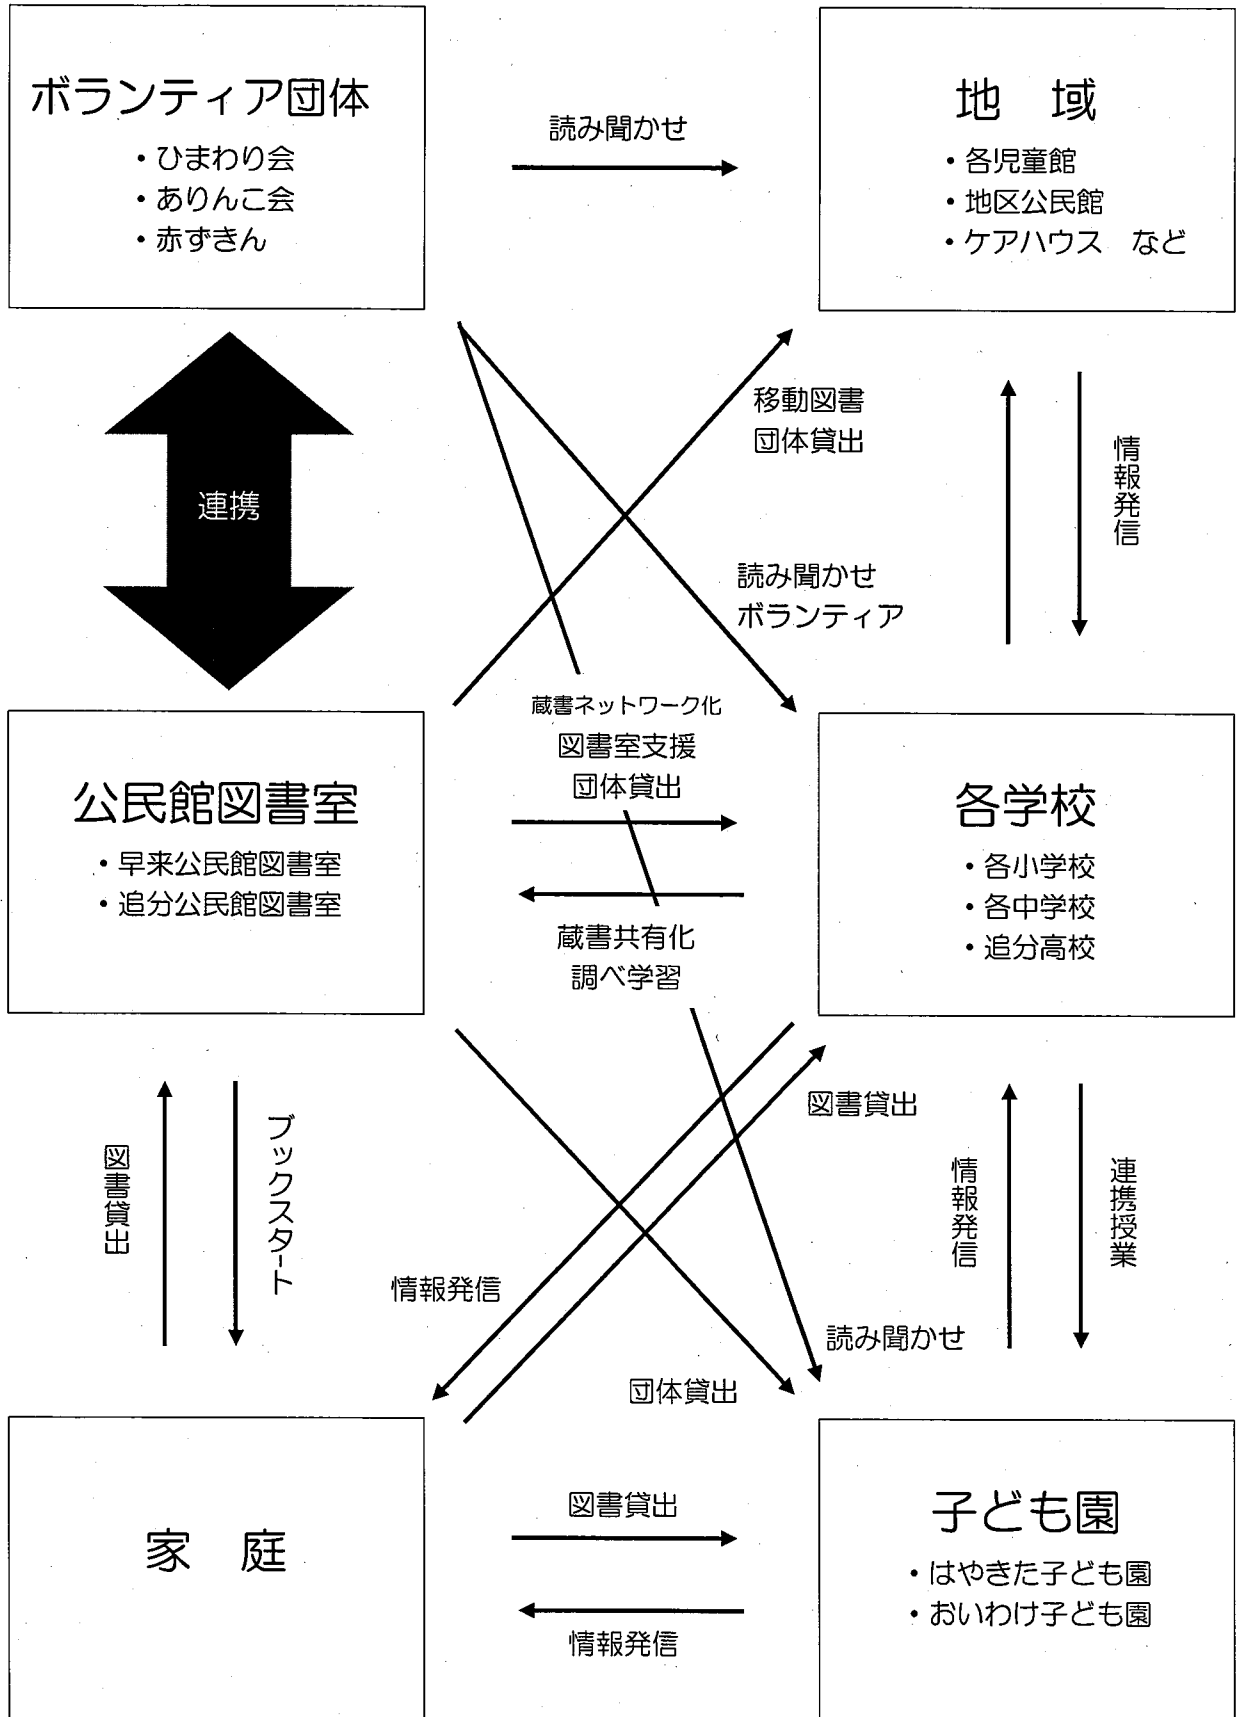 ボランティア団体
・ひまわり会
・ありんこ会
・赤ずきん
読み聞かせ
地　域
・各児童館
・地区公民館
・ケアハウス　など
連携
移動図書
団体貸出
情報発信
読み聞かせ
ボランティア
公民館図書室
・早来公民館図書室
・追分公民館図書室
蔵書ネットワーク化
図書室支援
団体貸出
蔵書共有化
調べ学習
各学校
・各小学校
・各中学校
・追分高校
図書貸出
ブックスタート
情報発信
図書貸出
団体貸出
読み聞かせ
情報発信
連携授業
家　庭
図書貸出
情報発信
子ども園
・はやきた子ども園
・おいわけ子ども園